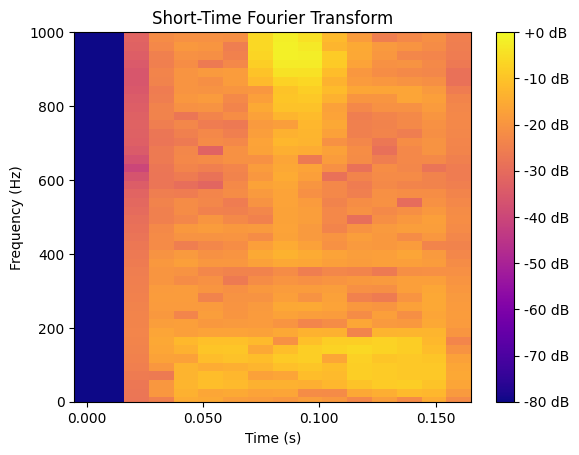 Short-Time Fourier Transform
1000
800
600
400
200
0
Frequency (Hz)
0.000
0.050
0.100
0.150
Time (s)
+0 dB
-10 dB
-20 dB
-30 dB
-40 dB
-50 dB
-60 dB
-70 dB
-80 dB